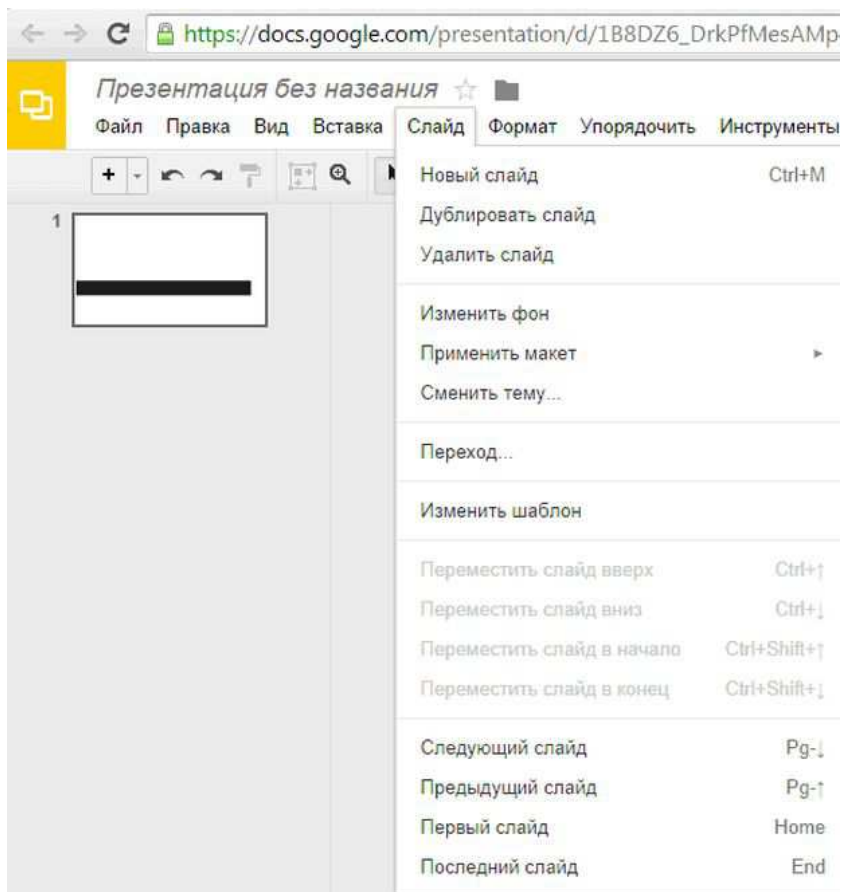 https://docs.google.com/presentation/d/1B8DZ6_DrkPfMesAMp
Презентация без названия
Файл Правка Вид Вставка Слайд Формат Упорядочить Инструменты
Новый слайд Ctrl+M
1
Дублировать слайд
Удалить слайд
Изменить фон
Применить макет
Сменить тему...
Переход...
Изменить шаблон
Переместить слайд вверх Ctrl+↑
Переместить слайд вниз Ctrl+↓
Переместить слайд в начало Ctrl+Shift+↑
Переместить слайд в конец Ctrl+Shift+↓
Следующий слайд Pg-↓
Предыдущий слайд Pg-↑
Первый слайд Home
Последний слайд End